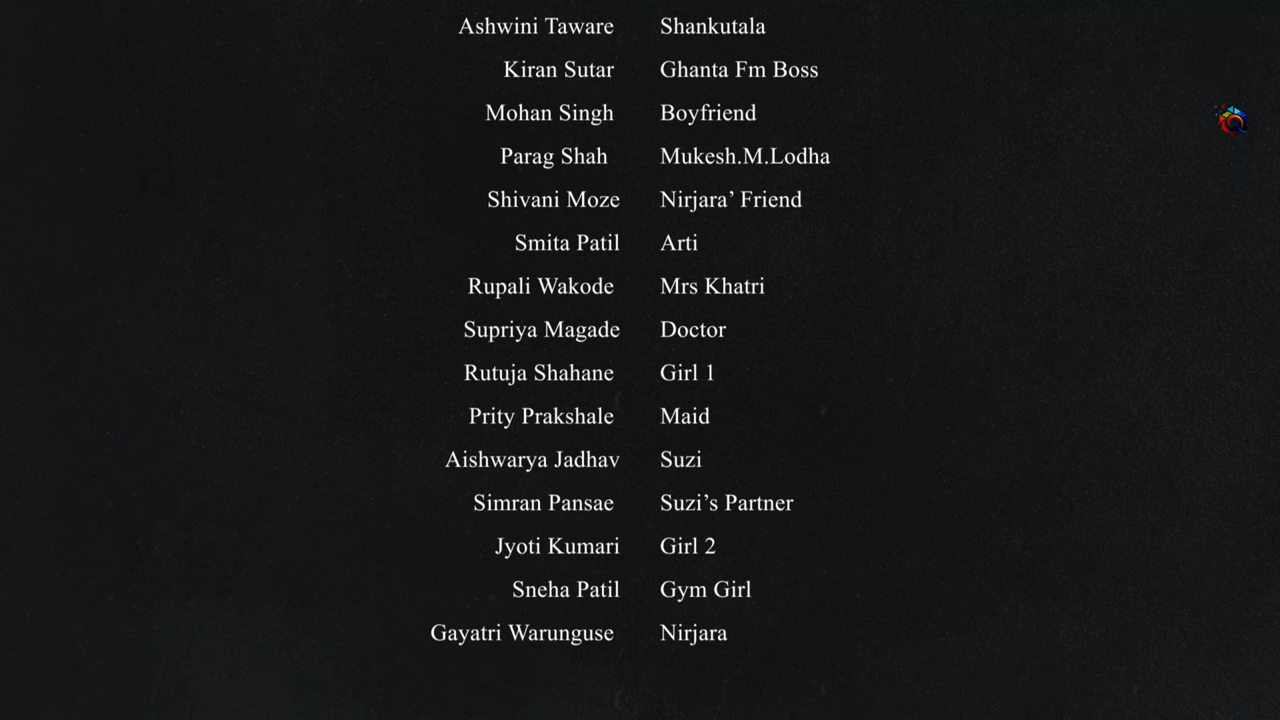 Ashwini Taware Shankutala
Kiran Sutar Ghanta Fm Boss
Mohan Singh Boyfriend
Parag Shah Mukesh.M.Lodha
Shivani Moze Nirjara’ Friend
Smita Patil Arti
Rupali Wakode Mrs Khatri
Supriya Magade Doctor
Rutuja Shahane Girl 1
Prity Prakshale Maid
Aishwarya Jadhav Suzi
Simran Pansae Suzi’s Partner
Jyoti Kumari Girl 2
Sneha Patil Gym Girl
Gayatri Warunguse Nirjara